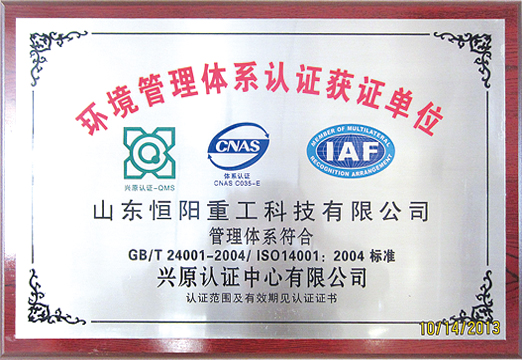 环境管理体系认证获证单位
兴原认证-QMS
CNAS
体系认证
CNAS C035-E
MEMBER OF MULTILATERAL
IAF
RECOGNITION ARRANGEMENT
山东恒阳重工科技有限公司
管理体系符合
GB/T 24001-2004/ ISO14001: 2004 标准
兴原认证中心有限公司
认证范围及有效期见认证证书
10/14/2013